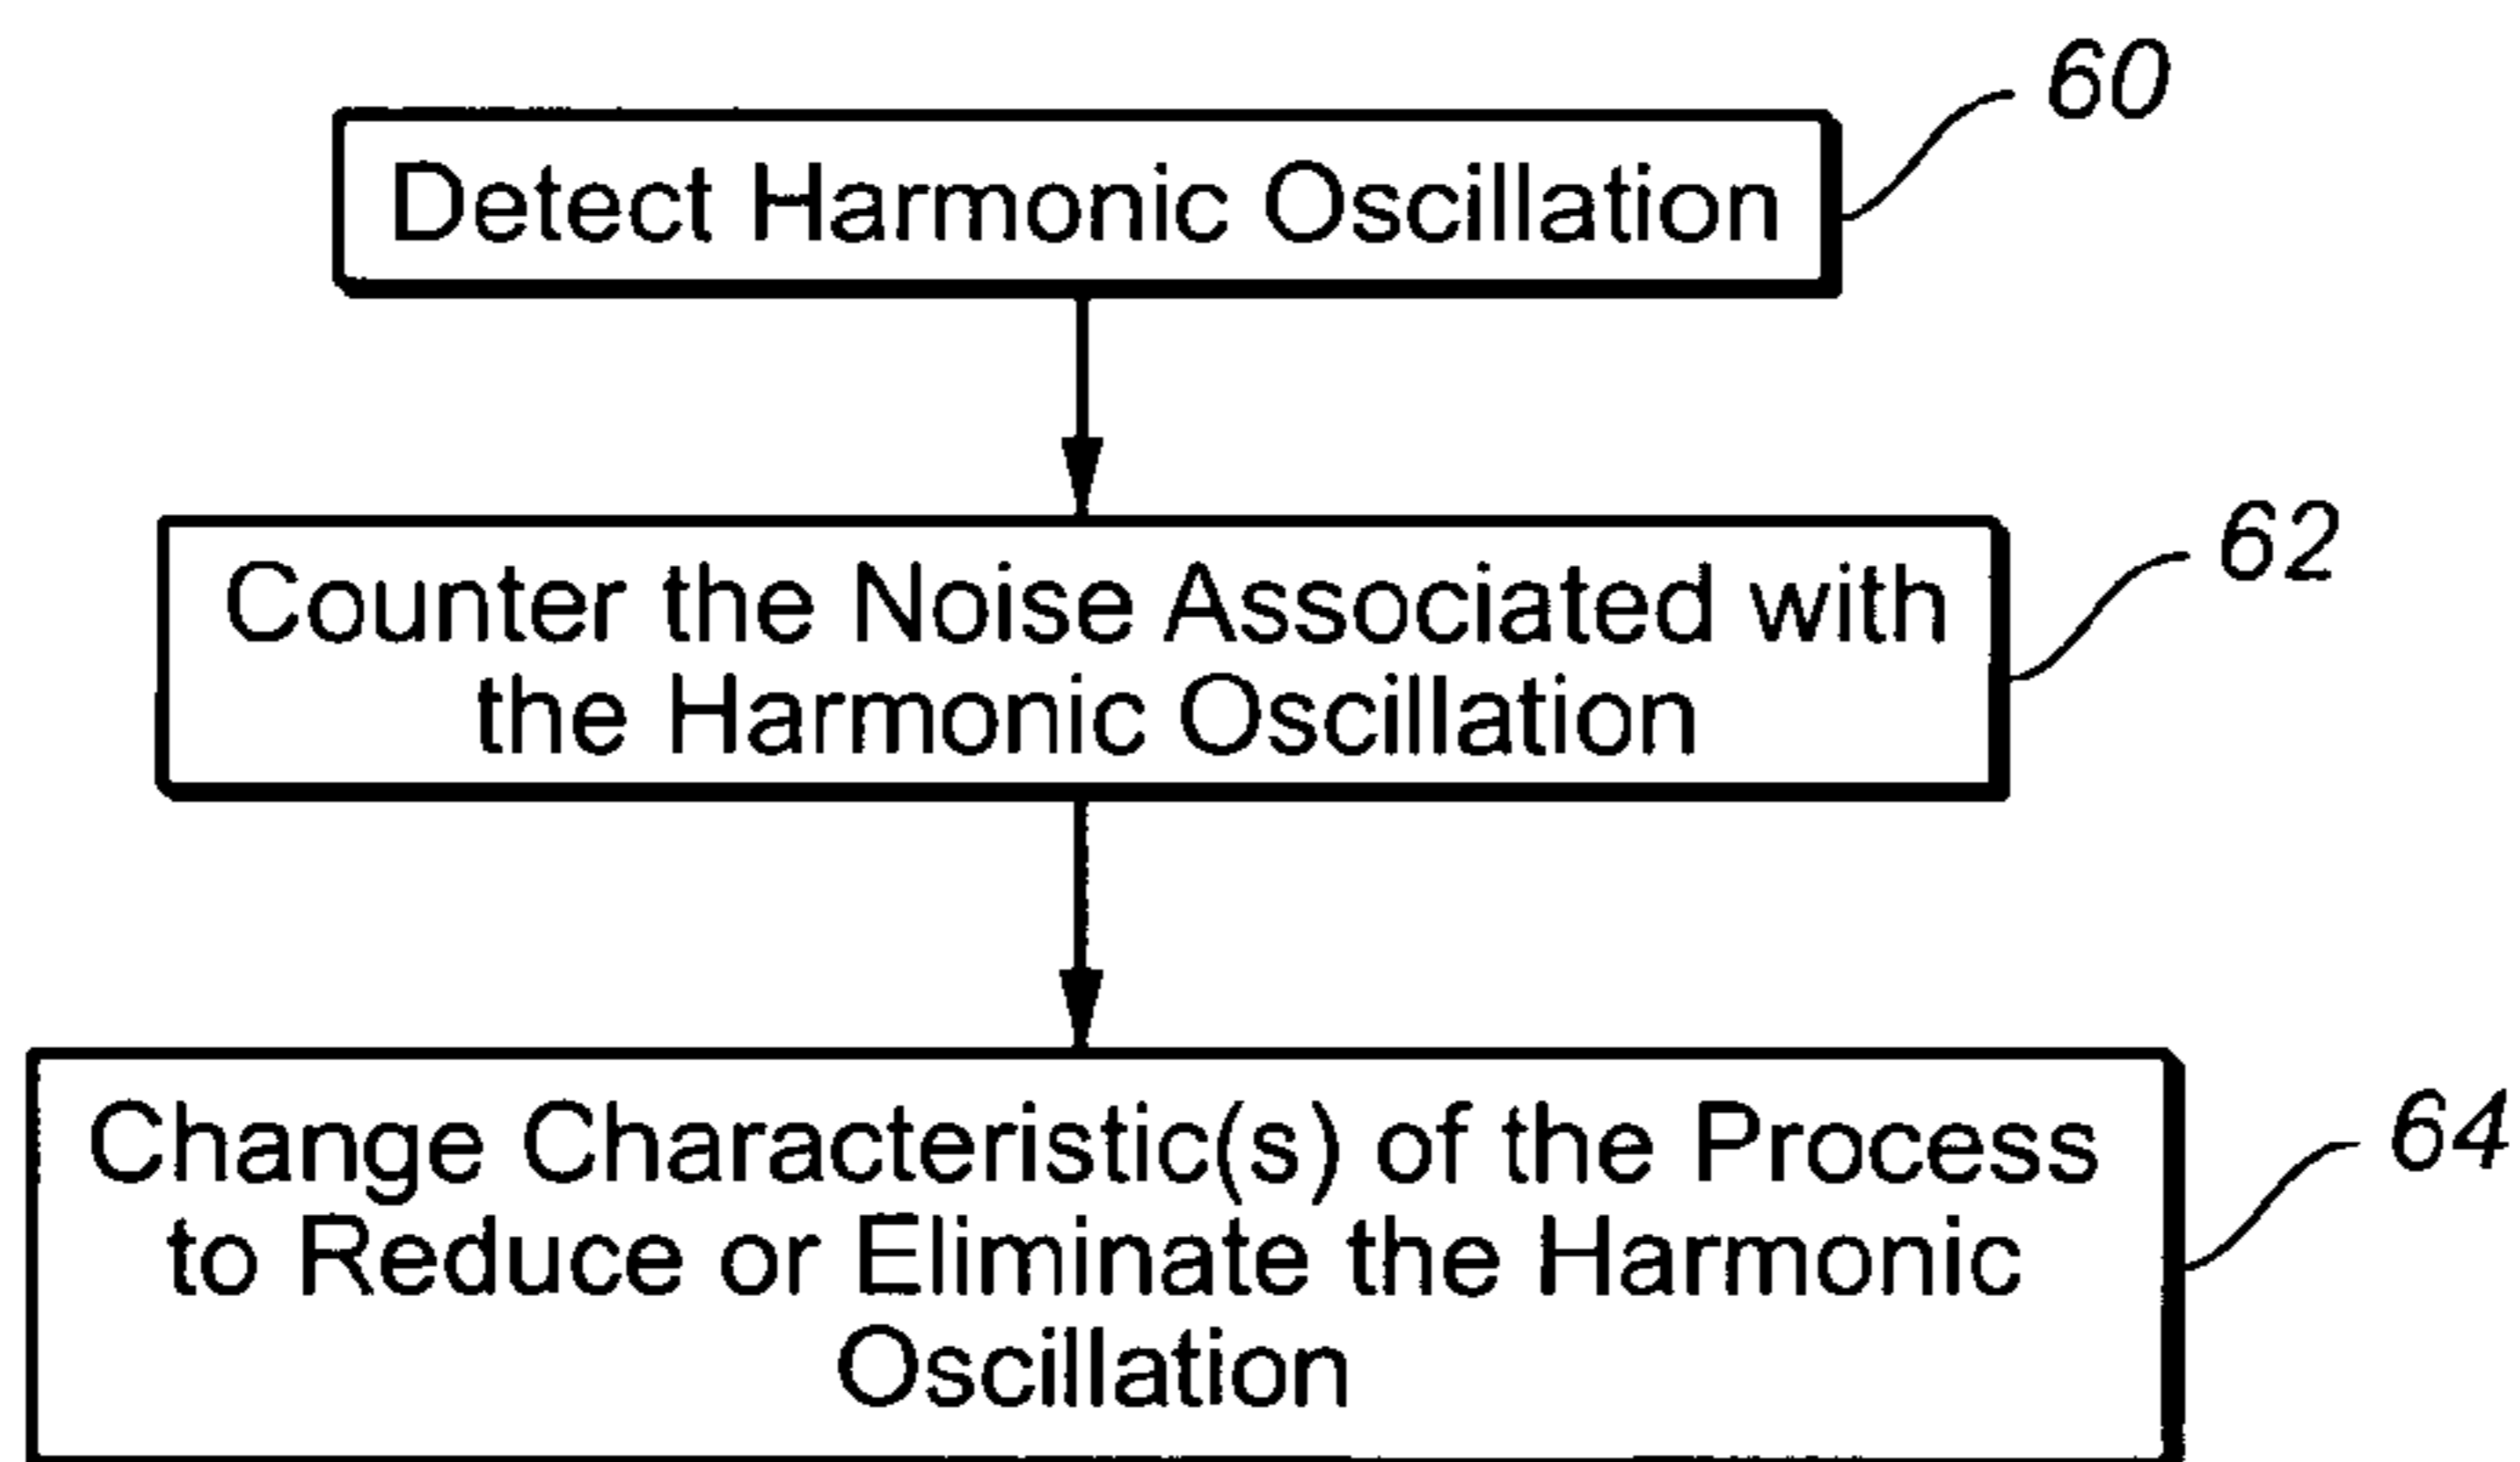 60
Detect Harmonic Oscillation
62
Counter the Noise Associated with
the Harmonic Oscillation
64
Change Characteristic(s) of the Process
to Reduce or Eliminate the Harmonic
Oscillation